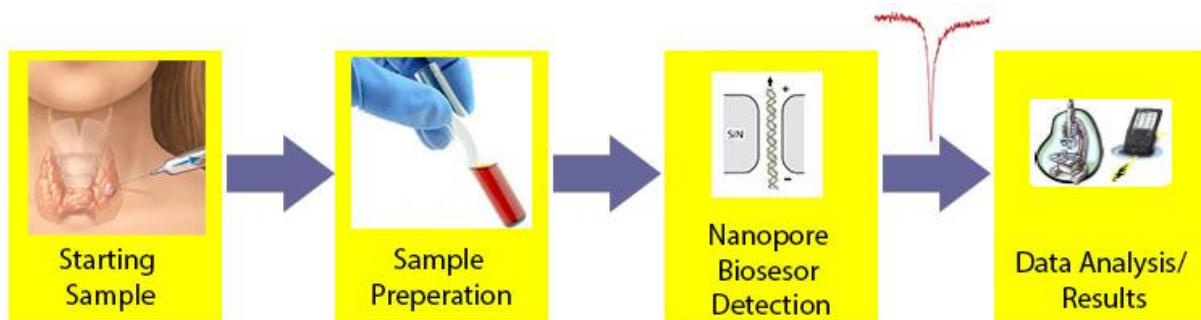 Starting
Sample
Sample
Preperation
SiN
+
-
Nanopore
Biosesor
Detection
Data Analysis/
Results